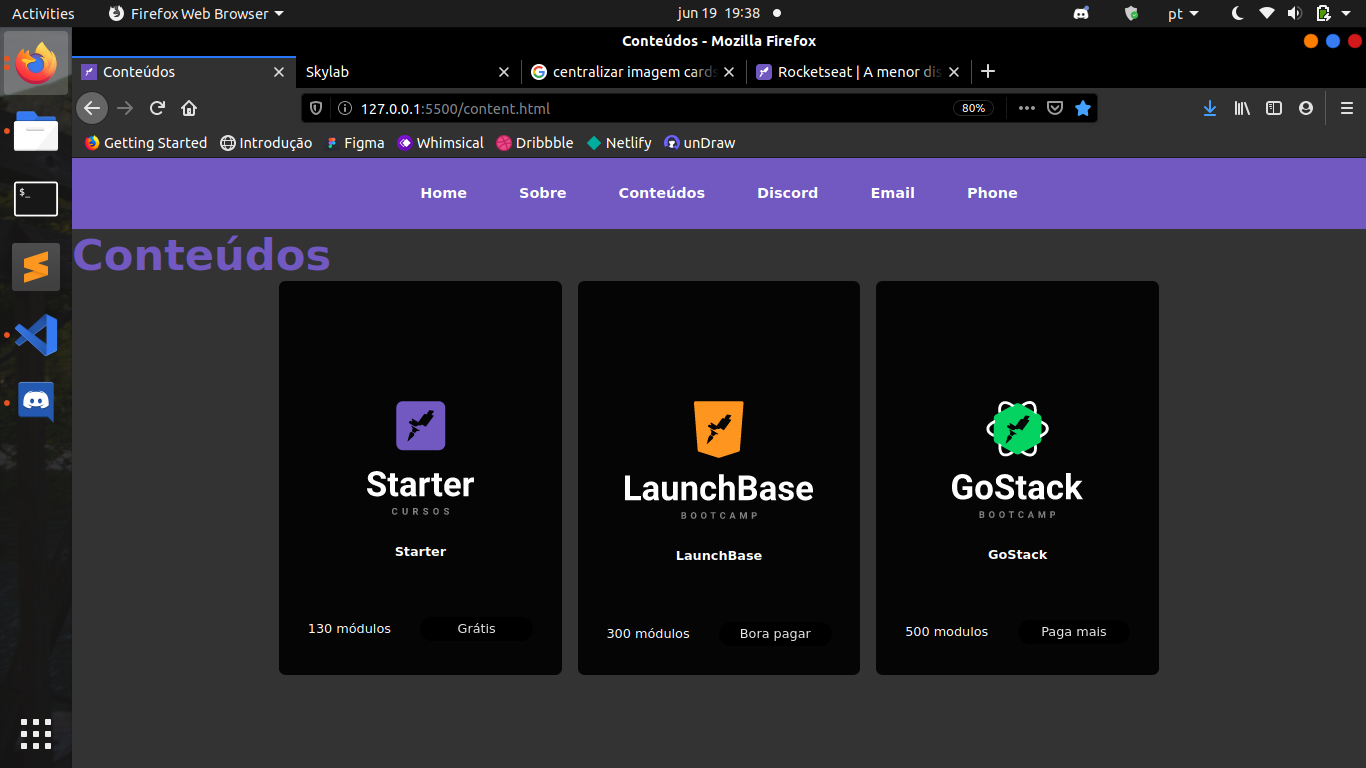 Activities Firefox Web Browser jun 19 19:38 pt
Conteúdos - Mozilla Firefox
Conteúdos Skylab centralizar imagem card Rocketseat | A menor dis
127.0.0.1:5500/content.html 80%
Getting Started Introdução Figma Whimsical Dribbble Netlify unDraw
Home Sobre Conteúdos Discord Email Phone
Conteúdos
Starter
CURSOS
Starter
130 módulos Grátis
LaunchBase
BOOTCAMP
LaunchBase
300 módulos Bora pagar
GoStack
BOOTCAMP
GoStack
500 modulos Paga mais